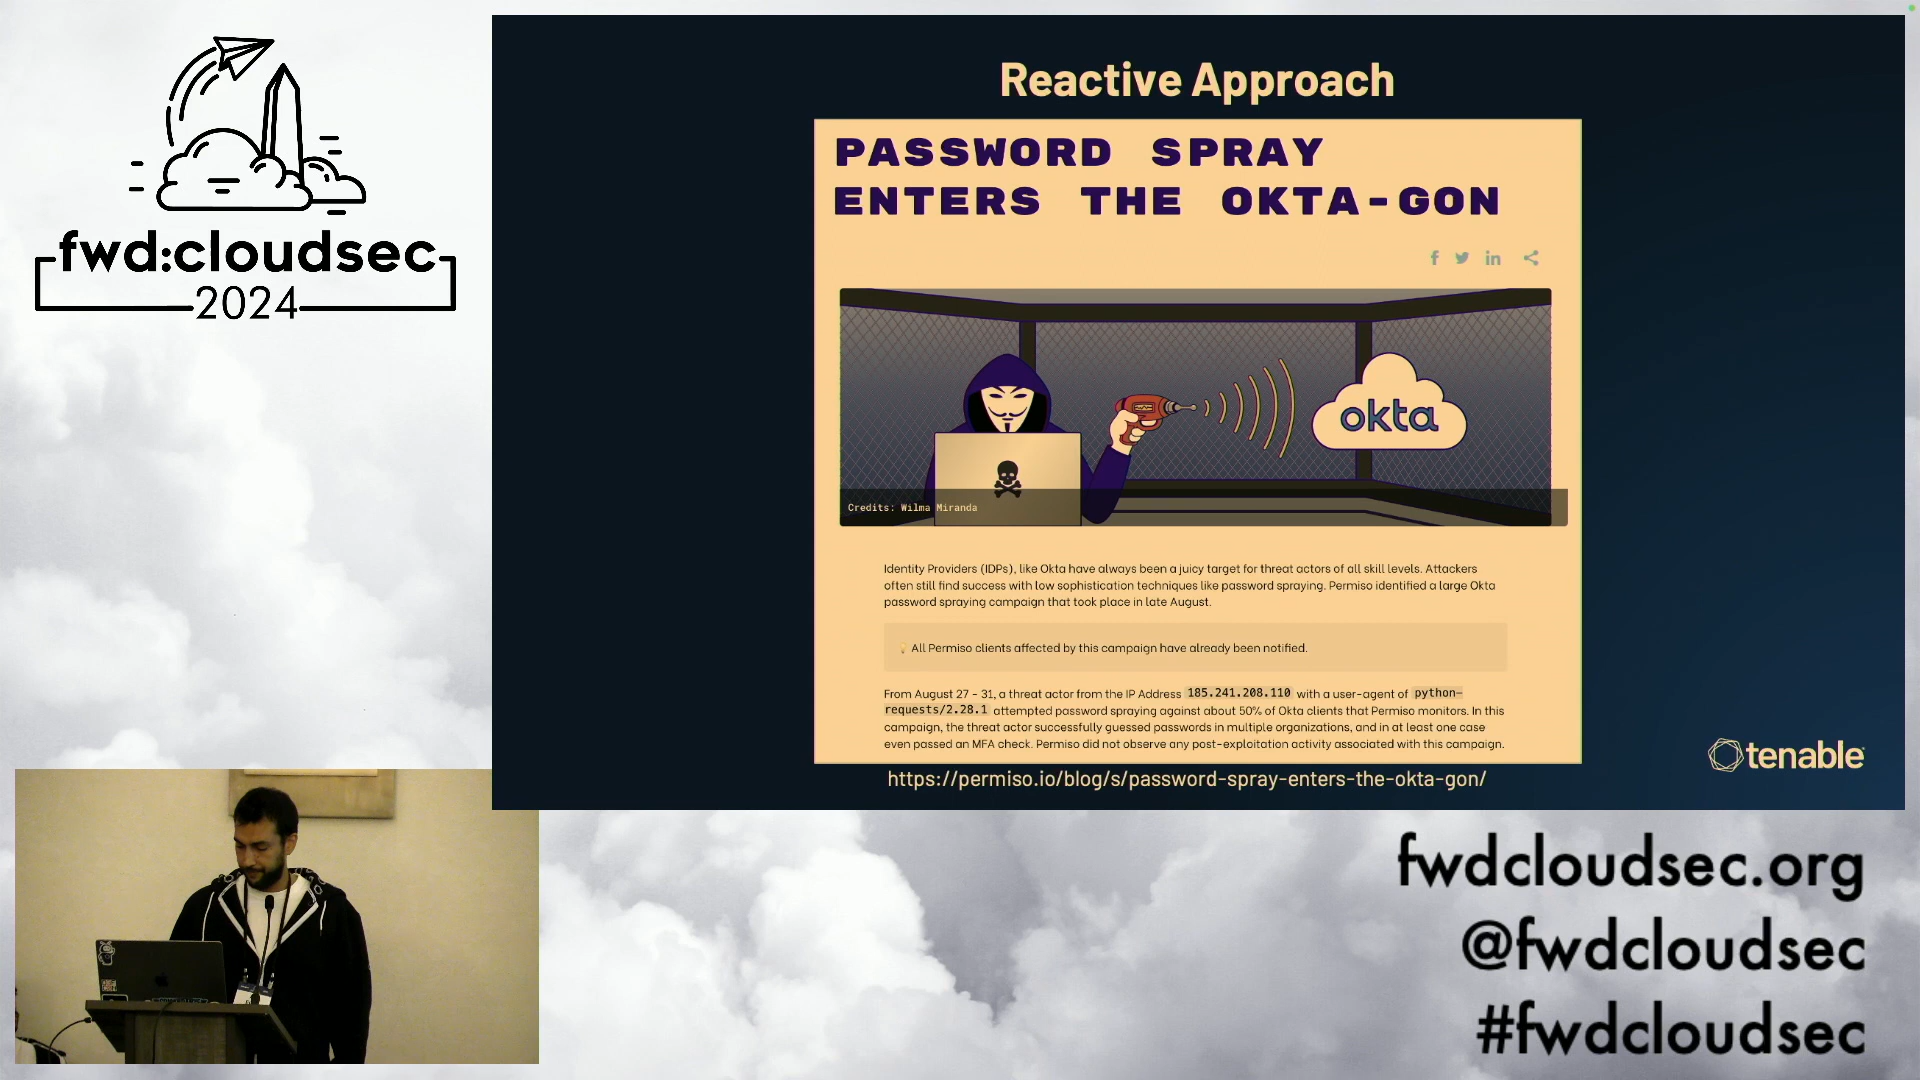 fwd:cloudsec
2024
Reactive Approach
PASSWORD SPRAY
ENTERS THE OKTA-GON
okta
Credits: Wilma Miranda
Identity Providers (IDPs), like Okta have always been a juicy target for threat actors of all skill levels. Attackers
often still find success with low sophistication techniques like password spraying. Permiso identified a large Okta
password spraying campaign that took place in late August.
All Permiso clients affected by this campaign have already been notified.
From August 27 - 31, a threat actor from the IP Address 185.241.208.110 with a user-agent of python-
requests/2.28.1 attempted password spraying against about 50% of Okta clients that Permiso monitors. In this
campaign, the threat actor successfully guessed passwords in multiple organizations, and in at least one case
even passed an MFA check. Permiso did not observe any post-exploitation activity associated with this campaign.
https://permiso.io/blog/s/password-spray-enters-the-okta-gon/
tenable
fwdcloudsec.org
@fwdcloudsec
#fwdcloudsec